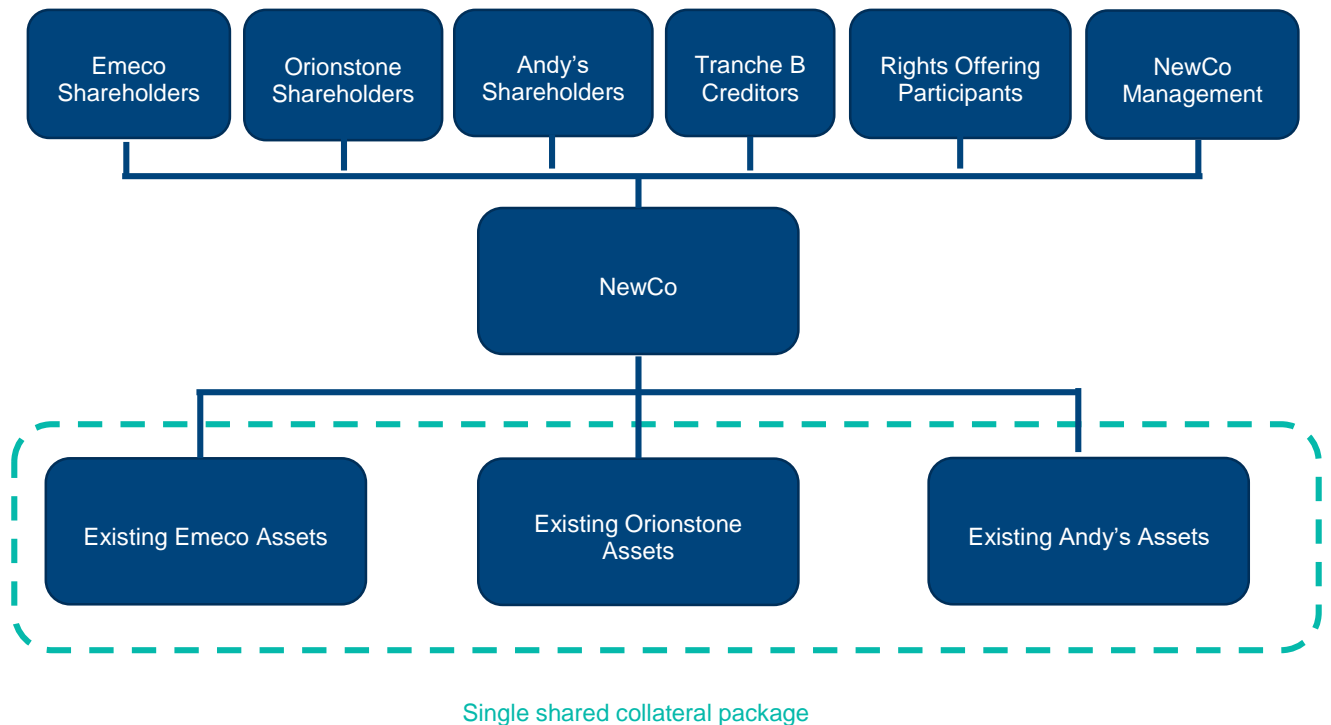 Emeco
Shareholders
Orionstone
Shareholders
Andy’s
Shareholders
Tranche B
Creditors
Rights Offering
Participants
NewCo
Management
NewCo
Existing Emeco Assets
Existing Orionstone
Assets
Existing Andy’s Assets
Single shared collateral package